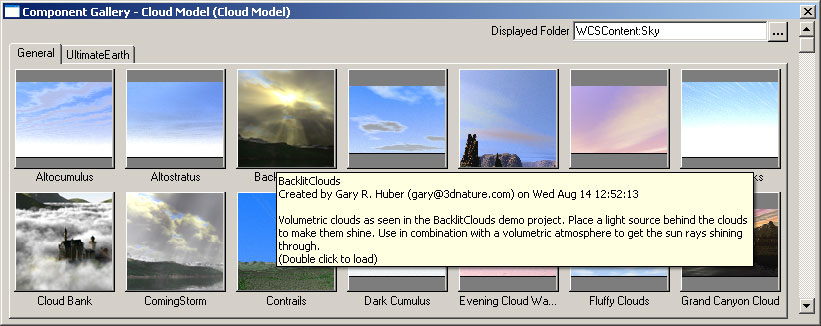 Component Gallery - Cloud Model (Cloud Model)
Displayed Folder WCSContent:Sky ...
General UltimateEarth
Altocumulus Altostratus Bac ks
BacklitClouds
Created by Gary R. Huber (gary@3dnature.com) on Wed Aug 14 12:52:13
Volumetric clouds as seen in the BacklitClouds demo project. Place a light source behind the clouds
to make them shine. Use in combination with a volumetric atmosphere to get the sun rays shining
through.
(Double click to load)
Cloud Bank ComingStorm Contrails Dark Cumulus Evening Cloud Wa... Fluffy Clouds Grand Canyon Cloud